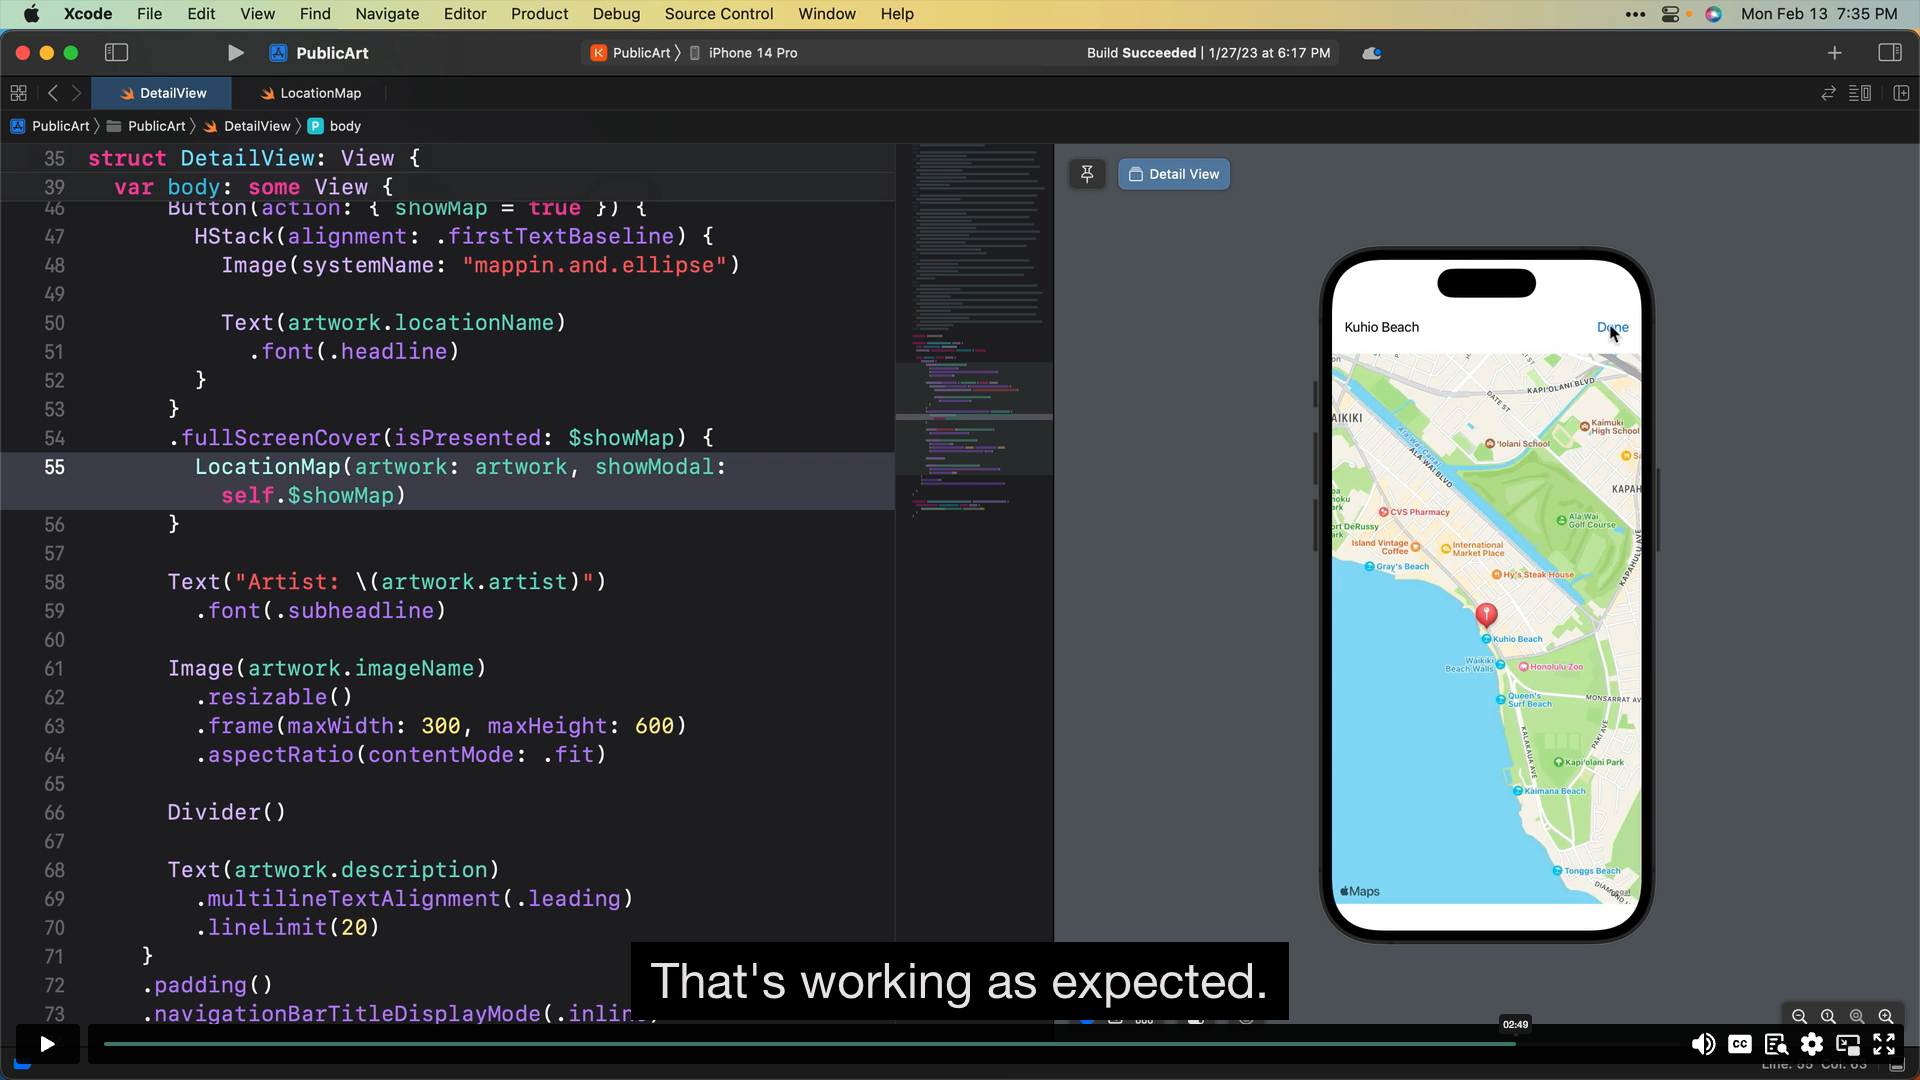 Xcode File Edit View Find Navigate Editor Product Debug Source Control Window Help Mon Feb 13 7:35 PM
PublicArt PublicArt iPhone 14 Pro Build Succeeded | 1/27/23 at 6:17 PM
DetailView LocationMap
PublicArt PublicArt DetailView P body
35 struct DetailView: View {
39 var body: some View {
46 Button(action: { showMap = true }) {
47 HStack(alignment: .firstTextBaseline) {
48 Image(systemName: "mappin.and.ellipse")
49
50 Text(artwork.locationName)
51 .font(.headline)
52 }
53 }
54 .fullScreenCover(isPresented: $showMap) {
55 LocationMap(artwork: artwork, showModal:
self.$showMap)
56 }
57
58 Text("Artist: \(artwork.artist)")
59 .font(.subheadline)
60
61 Image(artwork.imageName)
62 .resizable()
63 .frame(maxWidth: 300, maxHeight: 600)
64 .aspectRatio(contentMode: .fit)
65
66 Divider()
67
68 Text(artwork.description)
69 .multilineTextAlignment(.leading)
70 .lineLimit(20)
71 }
72 .padding()
73 .navigationBarTitleDisplayMode(.inline)
Detail View
Kuhio Beach Done
KAPI'OLANI BLVD
DATE ST
AIKIKI
Kaimuki
High School
'Iolani School
Ala Wai Canal
ALA WAI BLVD
KAPAH
CVS Pharmacy
Ala Wai
Golf Course
ort DeRussy
Island Vintage
Coffee
International
Market Place
Gray's Beach
Hy's Steak House
KAPAHULU AVE
Kuhio Beach
Waikiki
Beach Walls
Honolulu Zoo
Queen's
Surf Beach
MONSARRAT AV
KALAKAUA AVE
PAKI AVE
Kapi'olani Park
Kaimana Beach
Tonggs Beach
Maps
Legal
That's working as expected.
02:49
CC
Line: 55 Col: 63